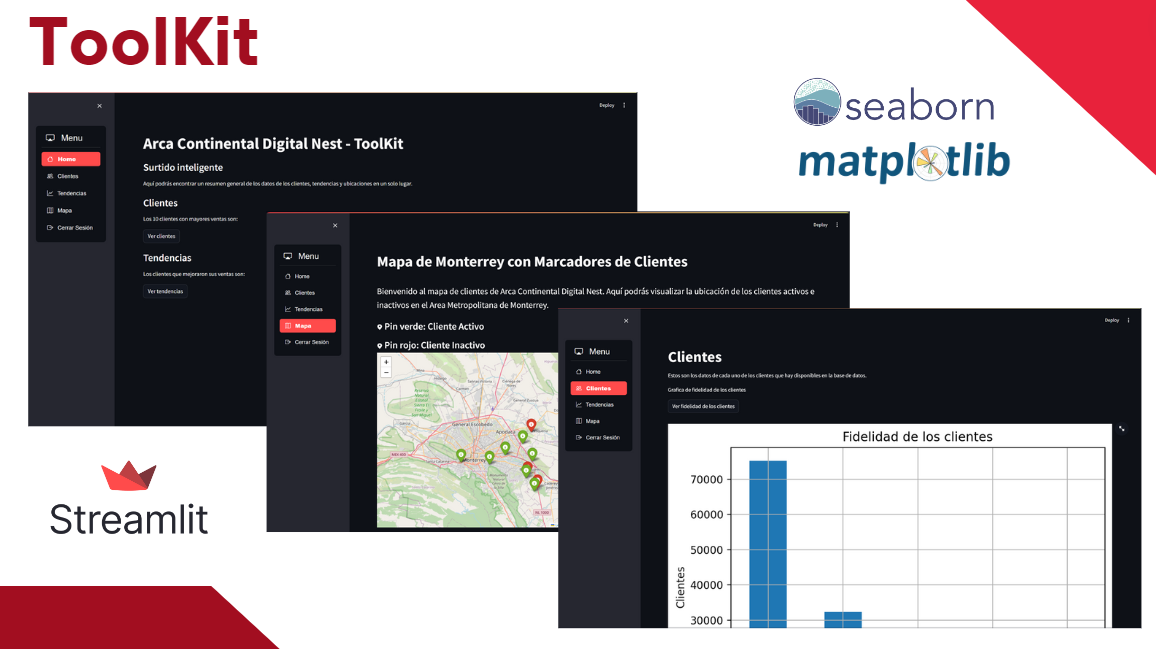 ToolKit
Deploy
Menu
Home
Clientes
Tendencias
Mapa
Cerrar Sesión
Arca Continental Digital Nest - ToolKit
Surtido inteligente
Aquí podrás encontrar un resumen general de los datos de los clientes, tendencias y ubicaciones en un solo lugar.
Clientes
Los 10 clientes con mayores ventas son:
Ver clientes
Tendencias
Los clientes que mejoraron sus ventas son:
Ver tendencias
seaborn
matplotlib
Deploy
Menu
Home
Clientes
Tendencias
Mapa
Cerrar Sesión
Mapa de Monterrey con Marcadores de Clientes
Bienvenido al mapa de clientes de Arca Continental Digital Nest. Aquí podrás visualizar la ubicación de los clientes activos e
inactivos en el Area Metropolitana de Monterrey.
Pin verde: Cliente Activo
Pin rojo: Cliente Inactivo
+
−
General Escobedo
Apodaca
Monterrey
Deploy
Menu
Home
Clientes
Tendencias
Mapa
Cerrar Sesión
Clientes
Estos son los datos de cada uno de los clientes que hay disponibles en la base de datos.
Grafica de fidelidad de los clientes
Ver fidelidad de los clientes
Fidelidad de los clientes
70000
60000
50000
40000
30000
Clientes
Streamlit